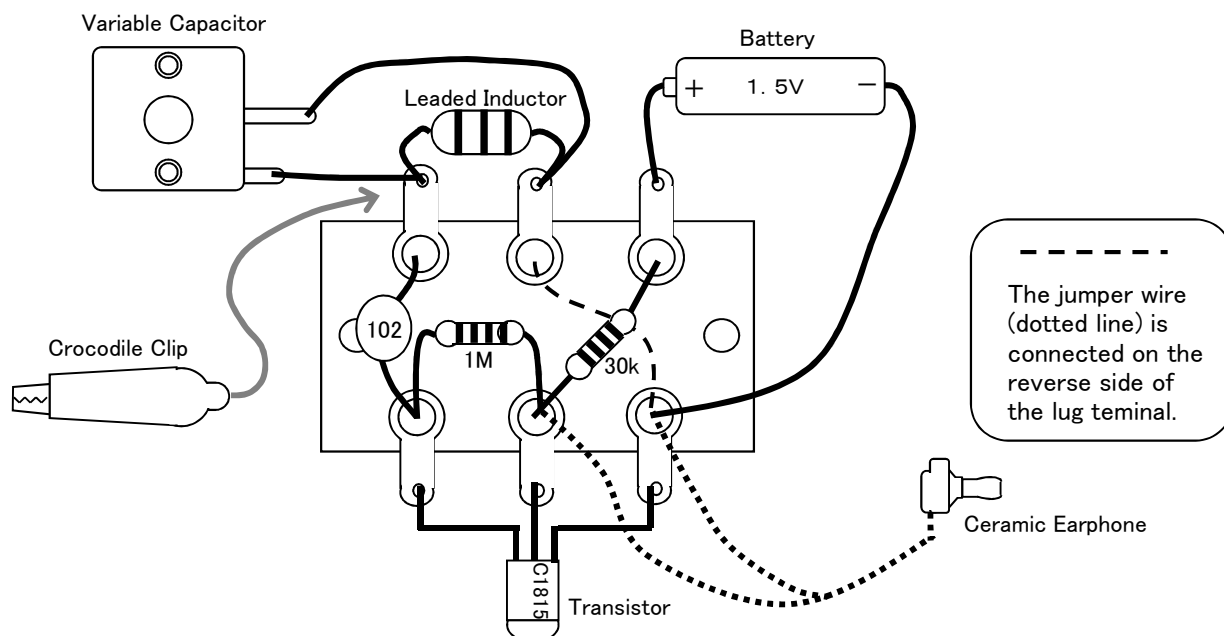 Variable Capacitor
Battery
+ 1. 5V −
Leaded Inductor
102
1M
30k
Crocodile Clip
The jumper wire
(dotted line) is
connected on the
reverse side of
the lug teminal.
Ceramic Earphone
C1815
Transistor